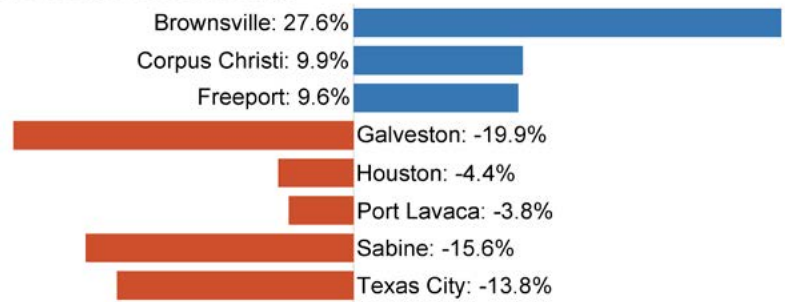 Brownsville: 27.6%
Corpus Christi: 9.9%
Freeport: 9.6%
Galveston: -19.9%
Houston: -4.4%
Port Lavaca: -3.8%
Sabine: -15.6%
Texas City: -13.8%